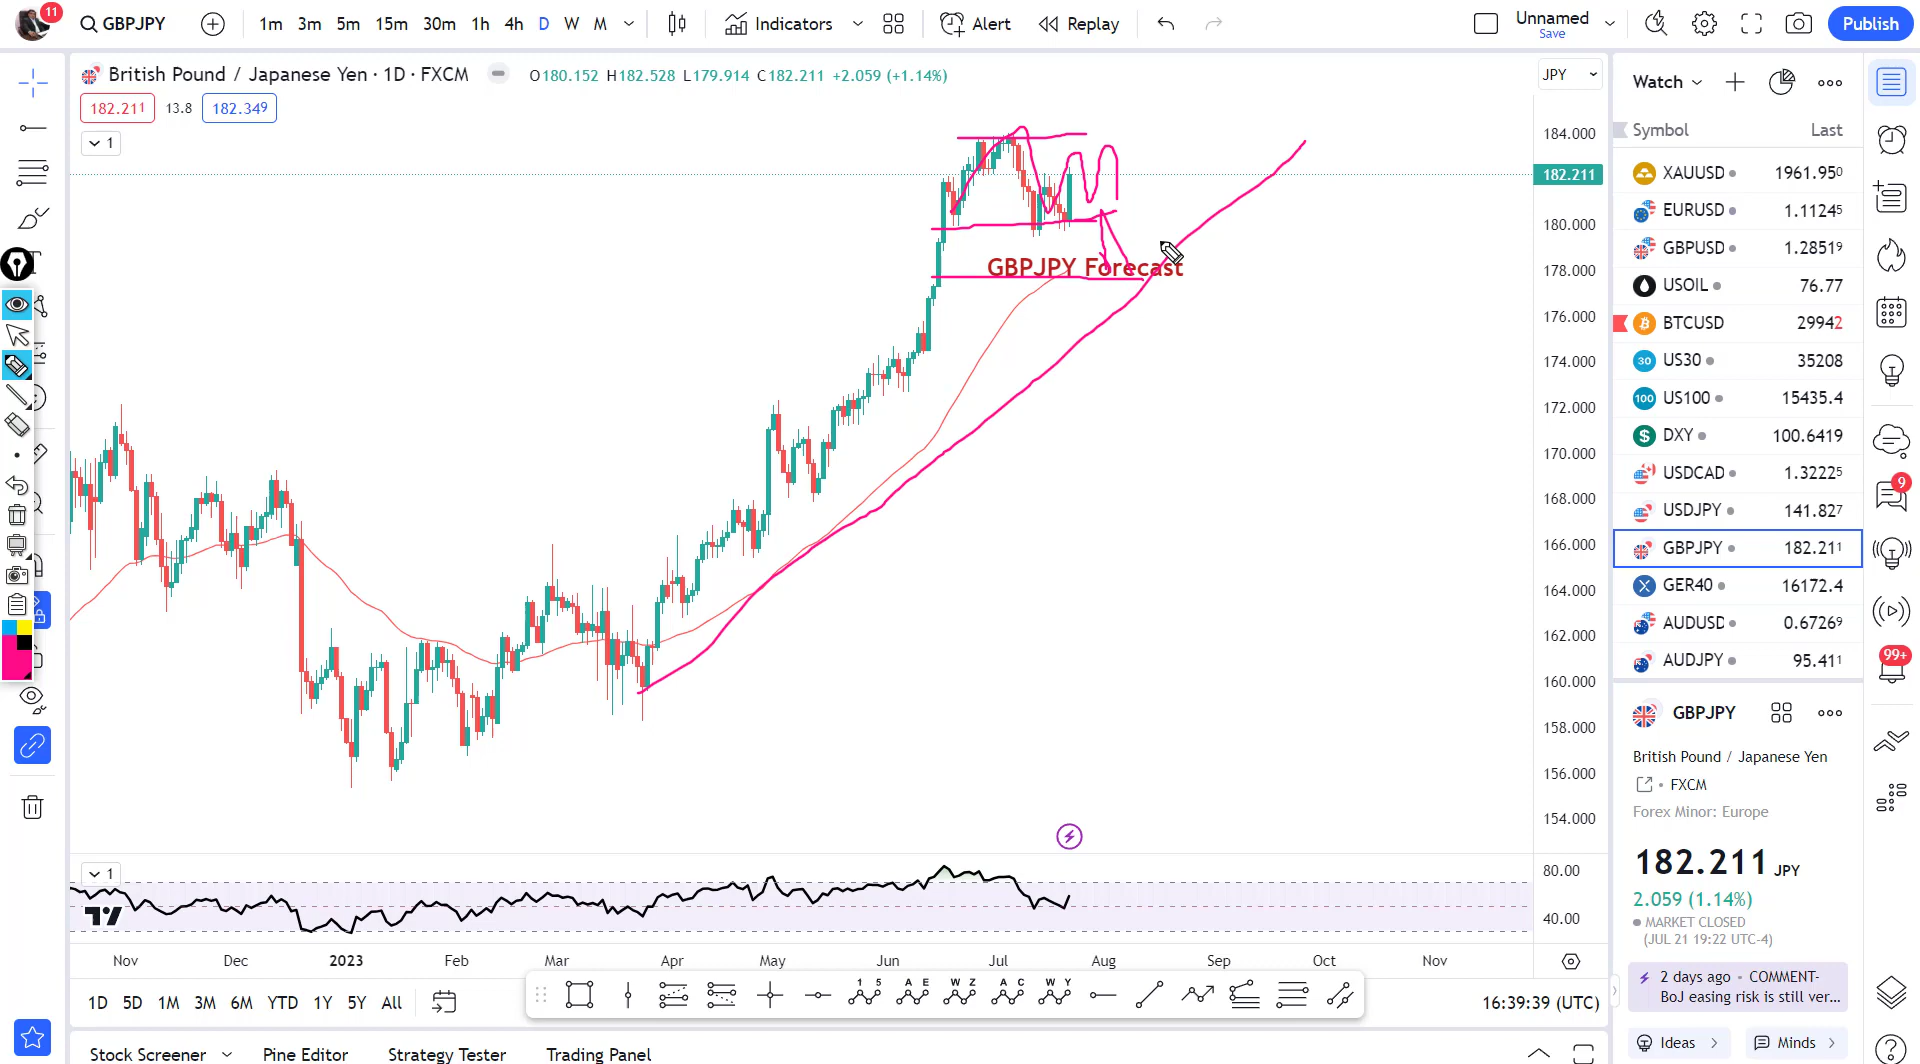 11
GBPJPY
1m 3m 5m 15m 30m 1h 4h D W M
Indicators
Alert
Replay
Unnamed
Save
Publish
British Pound / Japanese Yen · 1D · FXCM
O180.152 H182.528 L179.914 C182.211 +2.059 (+1.14%)
JPY
182.211 13.8 182.349
1
184.000
182.211
180.000
178.000
176.000
174.000
172.000
170.000
168.000
166.000
164.000
162.000
160.000
158.000
156.000
154.000
GBPJPY Forecast
1
80.00
40.00
Nov Dec 2023 Feb Mar Apr May Jun Jul Aug Sep Oct Nov
1D 5D 1M 3M 6M YTD 1Y 5Y All
16:39:39 (UTC)
Stock Screener
Pine Editor
Strategy Tester
Trading Panel
Watch
Symbol Last
XAUUSD 1961.950
EURUSD 1.11245
GBPUSD 1.28519
USOIL 76.77
BTCUSD 29942
US30 35208
US100 15435.4
DXY 100.6419
USDCAD 1.32225
USDJPY 141.827
GBPJPY 182.211
GER40 16172.4
AUDUSD 0.67269
AUDJPY 95.411
GBPJPY
British Pound / Japanese Yen
FXCM
Forex Minor: Europe
182.211 JPY
2.059 (1.14%)
MARKET CLOSED
(JUL 21 19:22 UTC-4)
2 days ago · COMMENT-
BoJ easing risk is still ver...
Ideas
Minds
9
99+